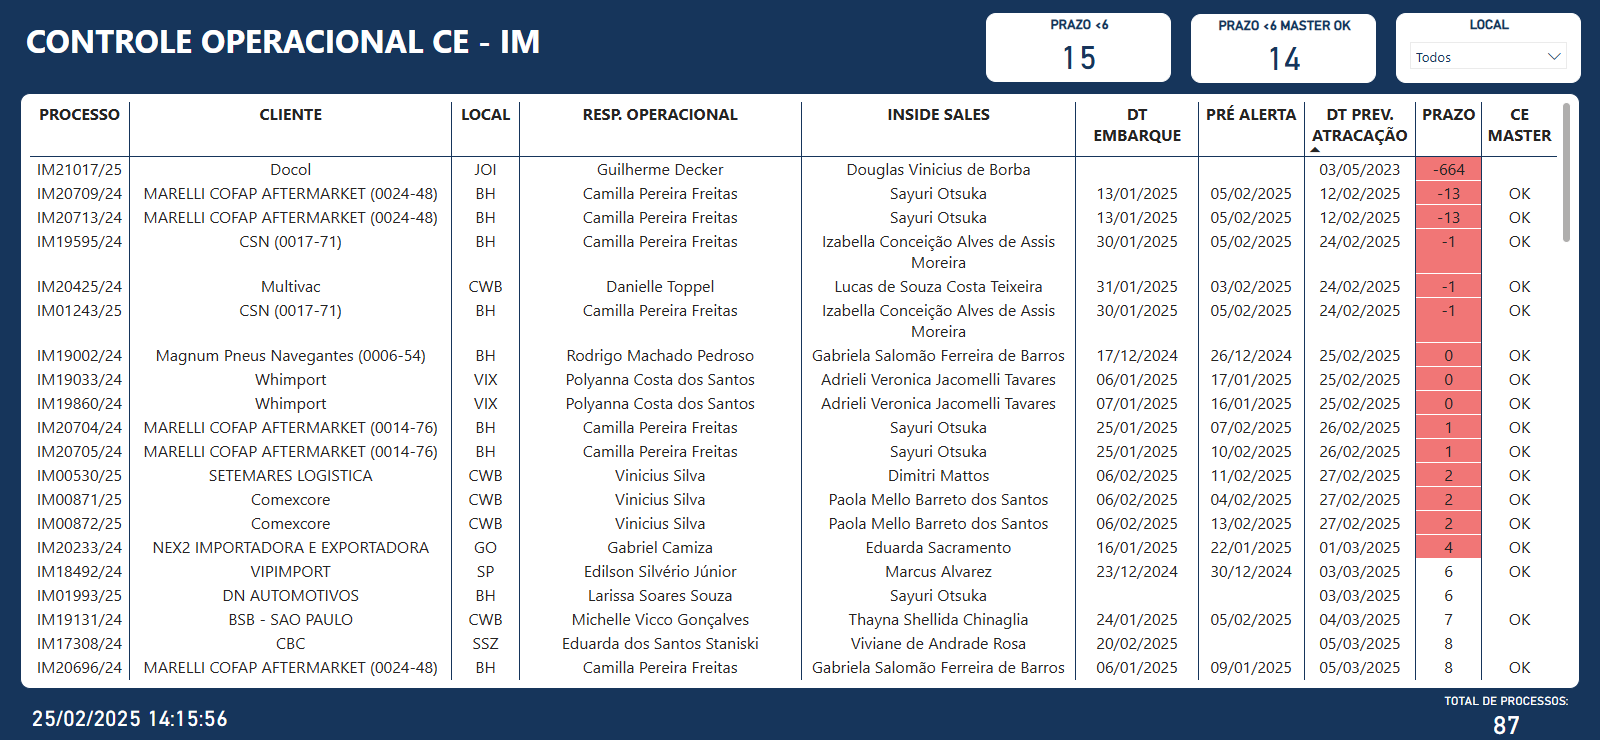 CONTROLE OPERACIONAL CE - IM
PRAZO <6
15
PRAZO <6 MASTER OK
14
LOCAL
Todos
PROCESSO CLIENTE LOCAL RESP. OPERACIONAL INSIDE SALES DT EMBARQUE PRÉ ALERTA DT PREV. ATRACAÇÃO PRAZO CE MASTER
IM21017/25 Docol JOI Guilherme Decker Douglas Vinicius de Borba 03/05/2023 -664
IM20709/24 MARELLI COFAP AFTERMARKET (0024-48) BH Camilla Pereira Freitas Sayuri Otsuka 13/01/2025 05/02/2025 12/02/2025 -13 OK
IM20713/24 MARELLI COFAP AFTERMARKET (0024-48) BH Camilla Pereira Freitas Sayuri Otsuka 13/01/2025 05/02/2025 12/02/2025 -13 OK
IM19595/24 CSN (0017-71) BH Camilla Pereira Freitas Izabella Conceição Alves de Assis Moreira 30/01/2025 05/02/2025 24/02/2025 -1 OK
IM20425/24 Multivac CWB Danielle Toppel Lucas de Souza Costa Teixeira 31/01/2025 03/02/2025 24/02/2025 -1 OK
IM01243/25 CSN (0017-71) BH Camilla Pereira Freitas Izabella Conceição Alves de Assis Moreira 30/01/2025 05/02/2025 24/02/2025 -1 OK
IM19002/24 Magnum Pneus Navegantes (0006-54) BH Rodrigo Machado Pedroso Gabriela Salomão Ferreira de Barros 17/12/2024 26/12/2024 25/02/2025 0 OK
IM19033/24 Whimport VIX Polyanna Costa dos Santos Adrieli Veronica Jacomelli Tavares 06/01/2025 17/01/2025 25/02/2025 0 OK
IM19860/24 Whimport VIX Polyanna Costa dos Santos Adrieli Veronica Jacomelli Tavares 07/01/2025 16/01/2025 25/02/2025 0 OK
IM20704/24 MARELLI COFAP AFTERMARKET (0014-76) BH Camilla Pereira Freitas Sayuri Otsuka 25/01/2025 07/02/2025 26/02/2025 1 OK
IM20705/24 MARELLI COFAP AFTERMARKET (0014-76) BH Camilla Pereira Freitas Sayuri Otsuka 25/01/2025 10/02/2025 26/02/2025 1 OK
IM00530/25 SETEMARES LOGISTICA CWB Vinicius Silva Dimitri Mattos 06/02/2025 11/02/2025 27/02/2025 2 OK
IM00871/25 Comexcore CWB Vinicius Silva Paola Mello Barreto dos Santos 06/02/2025 04/02/2025 27/02/2025 2 OK
IM00872/25 Comexcore CWB Vinicius Silva Paola Mello Barreto dos Santos 06/02/2025 13/02/2025 27/02/2025 2 OK
IM20233/24 NEX2 IMPORTADORA E EXPORTADORA GO Gabriel Camiza Eduarda Sacramento 16/01/2025 22/01/2025 01/03/2025 4 OK
IM18492/24 VIPIMPORT SP Edilson Silvério Júnior Marcus Alvarez 23/12/2024 30/12/2024 03/03/2025 6 OK
IM01993/25 DN AUTOMOTIVOS BH Larissa Soares Souza Sayuri Otsuka 03/03/2025 6
IM19131/24 BSB - SAO PAULO CWB Michelle Vicco Gonçalves Thayna Shellida Chinaglia 24/01/2025 05/02/2025 04/03/2025 7 OK
IM17308/24 CBC SSZ Eduarda dos Santos Staniski Viviane de Andrade Rosa 20/02/2025 05/03/2025 8
IM20696/24 MARELLI COFAP AFTERMARKET (0024-48) BH Camilla Pereira Freitas Gabriela Salomão Ferreira de Barros 06/01/2025 09/01/2025 05/03/2025 8 OK
25/02/2025 14:15:56
TOTAL DE PROCESSOS:
87